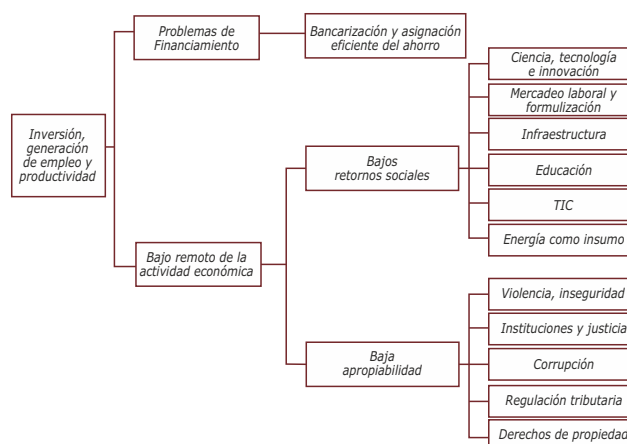 Problemas de
Financiamiento
Bancarización y asignación
eficiente del ahorro
Inversión,
generación
de empleo y
productividad
Bajo remoto de la
actividad económica
Bajos
retornos sociales
Ciencia, tecnología
e innovación
Mercadeo laboral y
formulización
Infraestructura
Educación
TIC
Energía como insumo
Baja
apropiabilidad
Violencia, inseguridad
Instituciones y justicia
Corrupción
Regulación tributaria
Derechos de propiedad